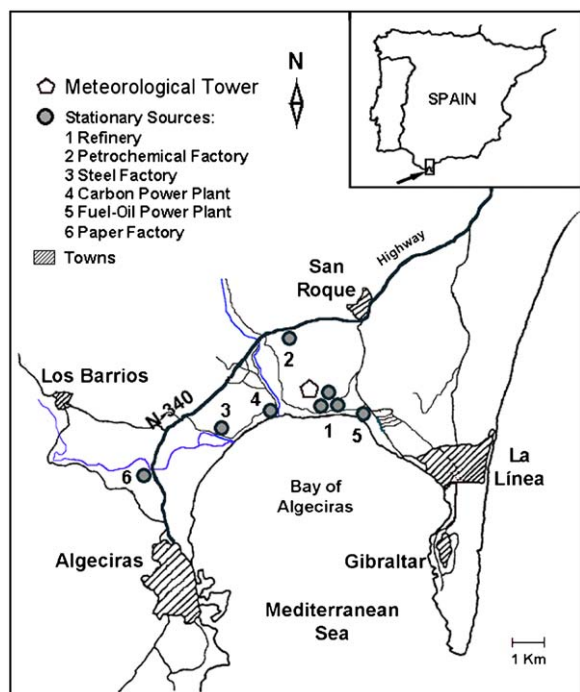 Meteorological Tower
Stationary Sources:
1 Refinery
2 Petrochemical Factory
3 Steel Factory
4 Carbon Power Plant
5 Fuel-Oil Power Plant
6 Paper Factory
Towns
N
SPAIN
Highway
San
Roque
2
Los Barrios
N-340
3
4
1
5
6
La
Línea
Bay of
Algeciras
Algeciras
Gibraltar
Mediterranean
Sea
1 Km